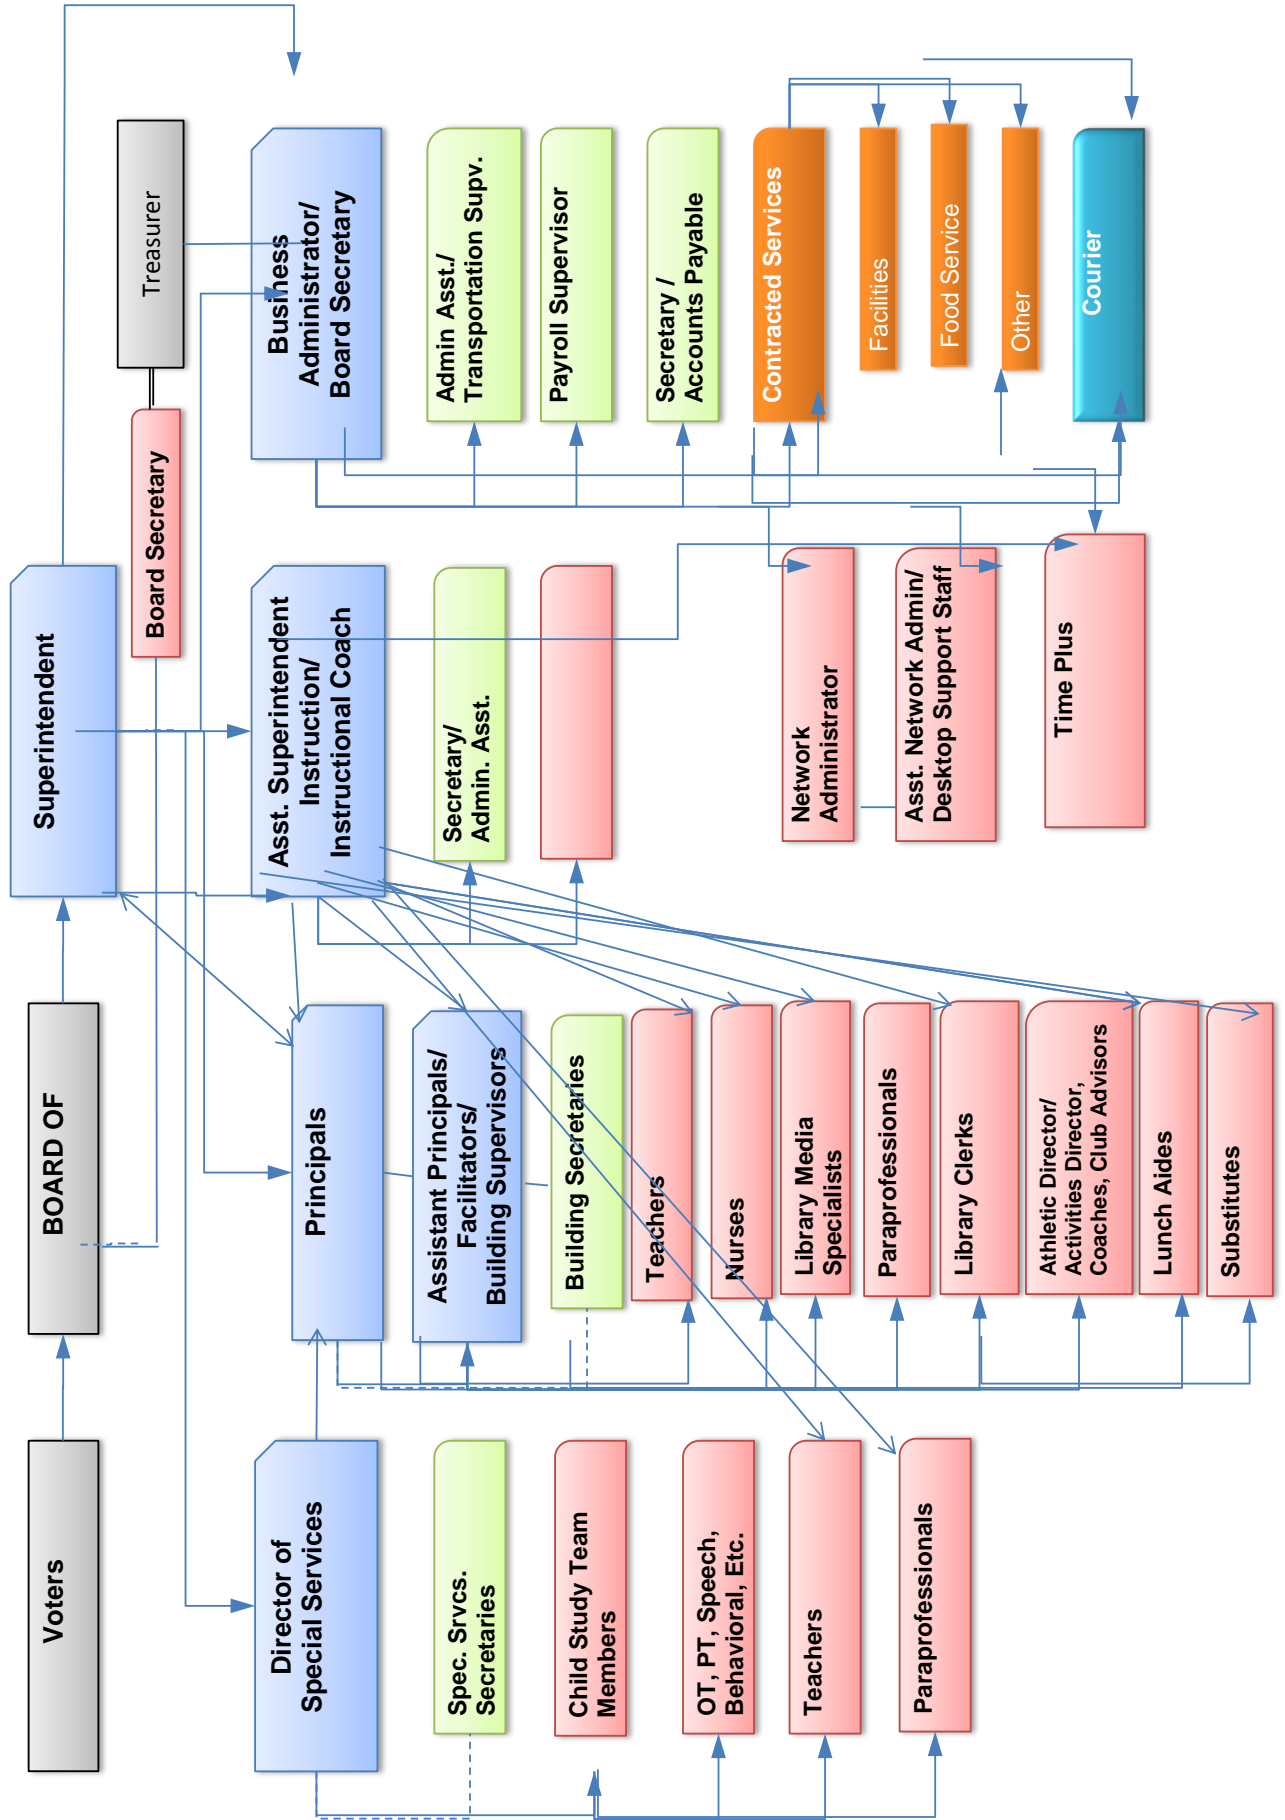 Voters
BOARD OF
Superintendent
Board Secretary
Treasurer
Director of
Special Services
Spec. Srvcs.
Secretaries
Child Study Team
Members
OT, PT, Speech,
Behavioral, Etc.
Teachers
Paraprofessionals
Principals
Assistant Principals/
Facilitators/
Building Supervisors
Building Secretaries
Teachers
Nurses
Library Media
Specialists
Paraprofessionals
Library Clerks
Athletic Director/
Activities Director,
Coaches, Club Advisors
Lunch Aides
Substitutes
Asst. Superintendent
Instruction/
Instructional Coach
Secretary/
Admin. Asst.
Network
Administrator
Asst. Network Admin/
Desktop Support Staff
Time Plus
Business
Administrator/
Board Secretary
Admin Asst./
Transportation Supv.
Payroll Supervisor
Secretary /
Accounts Payable
Contracted Services
Facilities
Food Service
Other
Courier